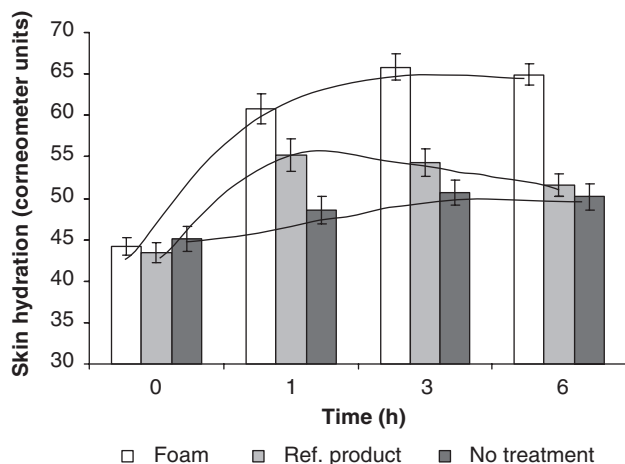 Skin hydration (corneometer units)
70
65
60
55
50
45
40
35
30
0 1 3 6
Time (h)
Foam Ref. product No treatment